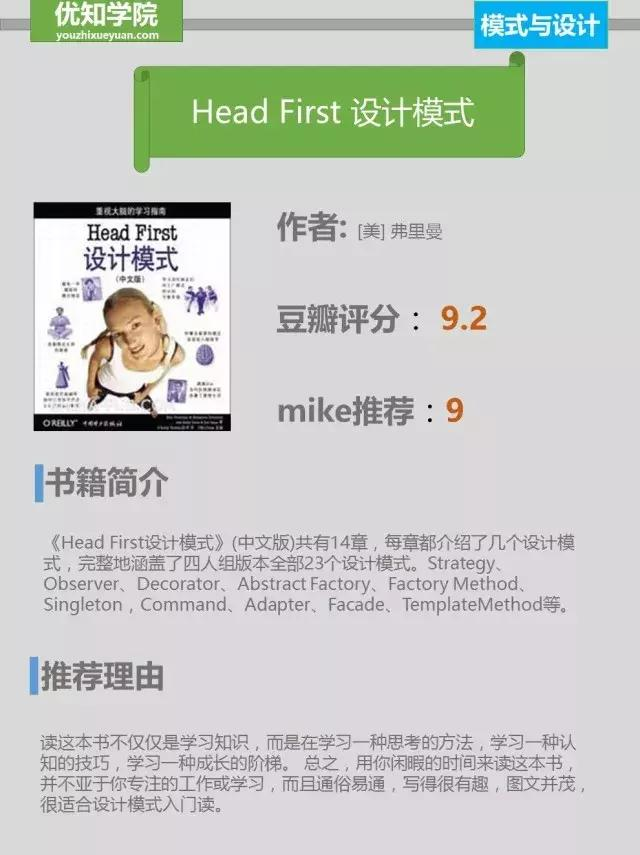 优知学院
youzhixueyuan.com
模式与设计
Head First 设计模式
重视大脑的学习指南
Head First
设计模式
(中文版)
O'REILLY
中国电力出版社
作者: [美] 弗里曼
豆瓣评分：9.2
mike推荐：9
书籍简介
《Head First设计模式》(中文版)共有14章，每章都介绍了几个设计模
式，完整地涵盖了四人组版本全部23个设计模式。Strategy、
Observer、Decorator、Abstract Factory、Factory Method、
Singleton，Command、Adapter、Facade、TemplateMethod等。
推荐理由
读这本书不仅仅是学习知识，而是在学习一种思考的方法，学习一种认
知的技巧，学习一种成长的阶梯。 总之，用你闲暇的时间来读这本书，
并不亚于你专注的工作或学习，而且通俗易通，写得很有趣，图文并茂，
很适合设计模式入门读。